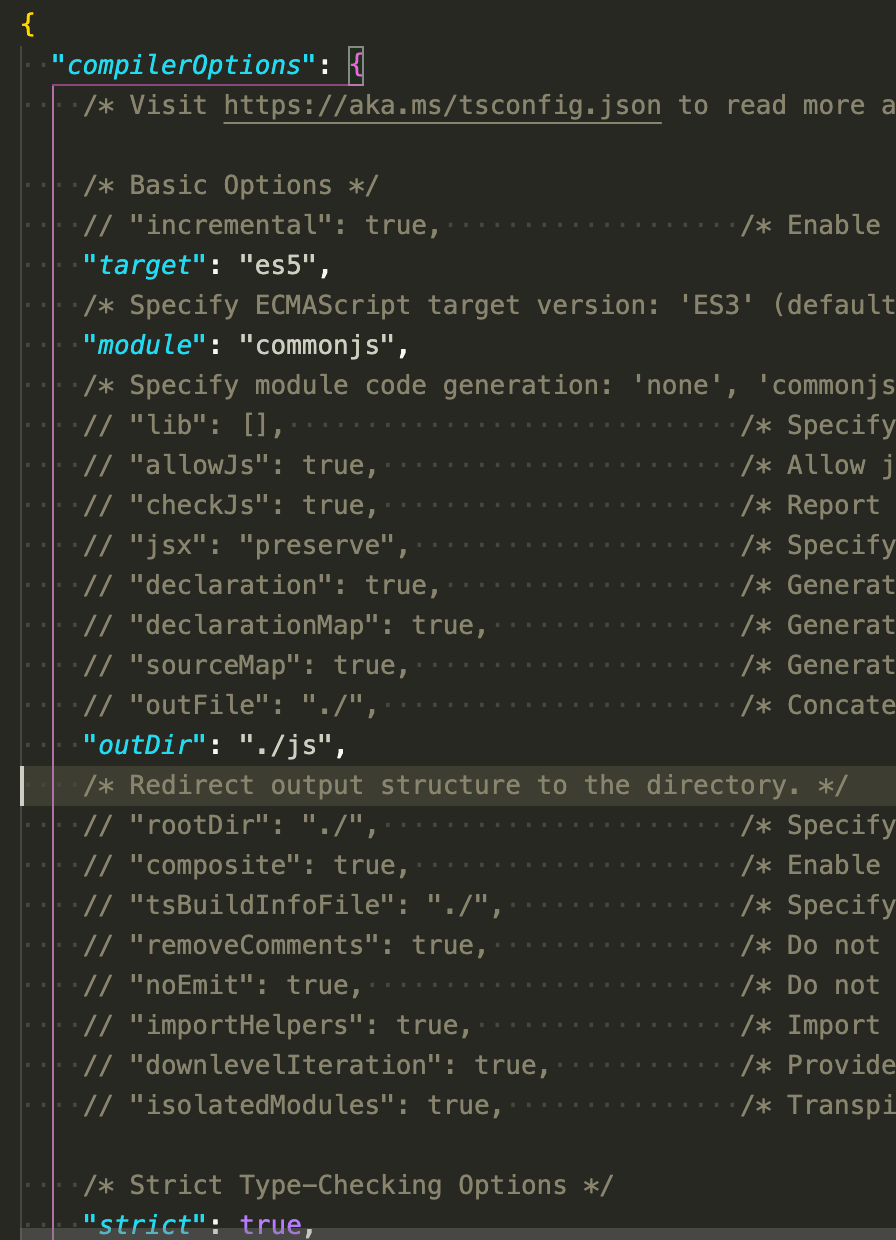 {
"compilerOptions": {
/* Visit https://aka.ms/tsconfig.json to read more a
/* Basic Options */
// "incremental": true, /* Enable
"target": "es5",
/* Specify ECMAScript target version: 'ES3' (default
"module": "commonjs",
/* Specify module code generation: 'none', 'commonjs
// "lib": [], /* Specify
// "allowJs": true, /* Allow j
// "checkJs": true, /* Report
// "jsx": "preserve", /* Specify
// "declaration": true, /* Generat
// "declarationMap": true, /* Generat
// "sourceMap": true, /* Generat
// "outFile": "./", /* Concate
"outDir": "./js",
/* Redirect output structure to the directory. */
// "rootDir": "./", /* Specify
// "composite": true, /* Enable
// "tsBuildInfoFile": "./", /* Specify
// "removeComments": true, /* Do not
// "noEmit": true, /* Do not
// "importHelpers": true, /* Import
// "downlevelIteration": true, /* Provide
// "isolatedModules": true, /* Transpi
/* Strict Type-Checking Options */
"strict": true,